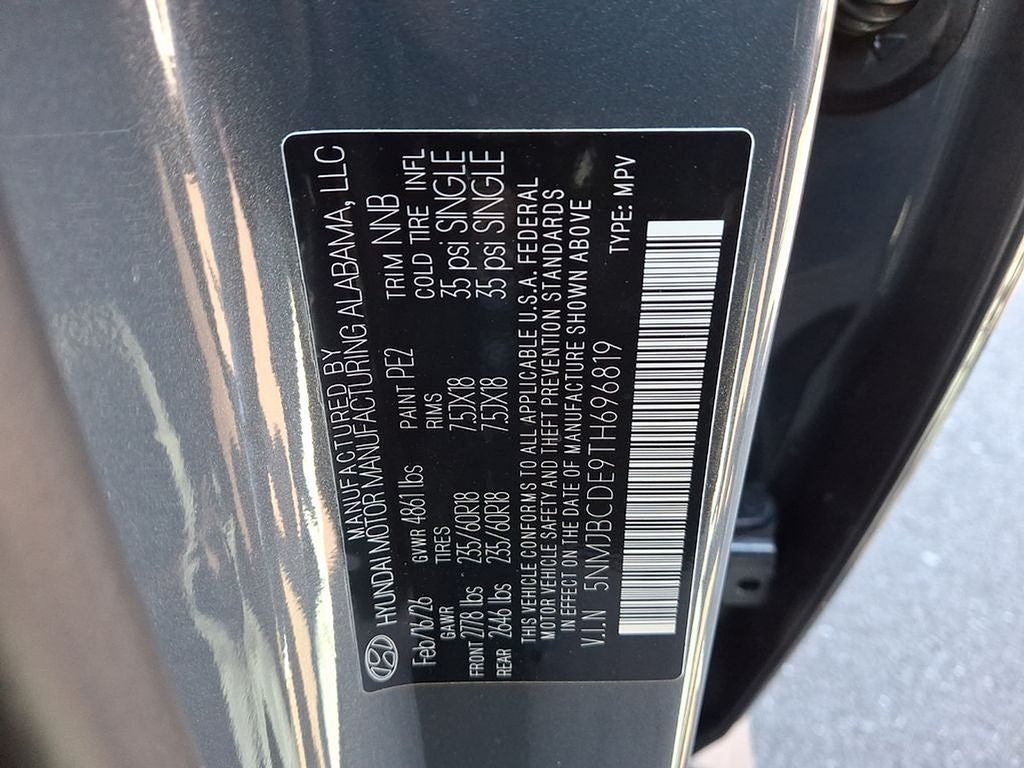 MANUFACTURED BY
HYUNDAI MOTOR MANUFACTURING ALABAMA, LLC
Feb/16/26 GVWR 4861 lbs PAINT PE2 TRIM NNB
GAWR TIRES RIMS COLD TIRE INFL
FRONT 2778 lbs 235/60R18 7.5JX18 35 psi SINGLE
REAR 2646 lbs 235/60R18 7.5JX18 35 psi SINGLE
THIS VEHICLE CONFORMS TO ALL APPLICABLE U.S.A. FEDERAL
MOTOR VEHICLE SAFETY AND THEFT PREVENTION STANDARDS
IN EFFECT ON THE DATE OF MANUFACTURE SHOWN ABOVE
V.I.N 5NMJBCDE9TH696819 TYPE: MPV